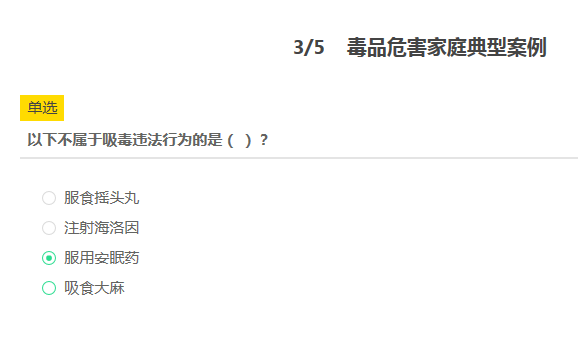 3/5 毒品危害家庭典型案例
单选
以下不属于吸毒违法行为的是（ ）？
服食摇头丸
注射海洛因
服用安眠药
吸食大麻